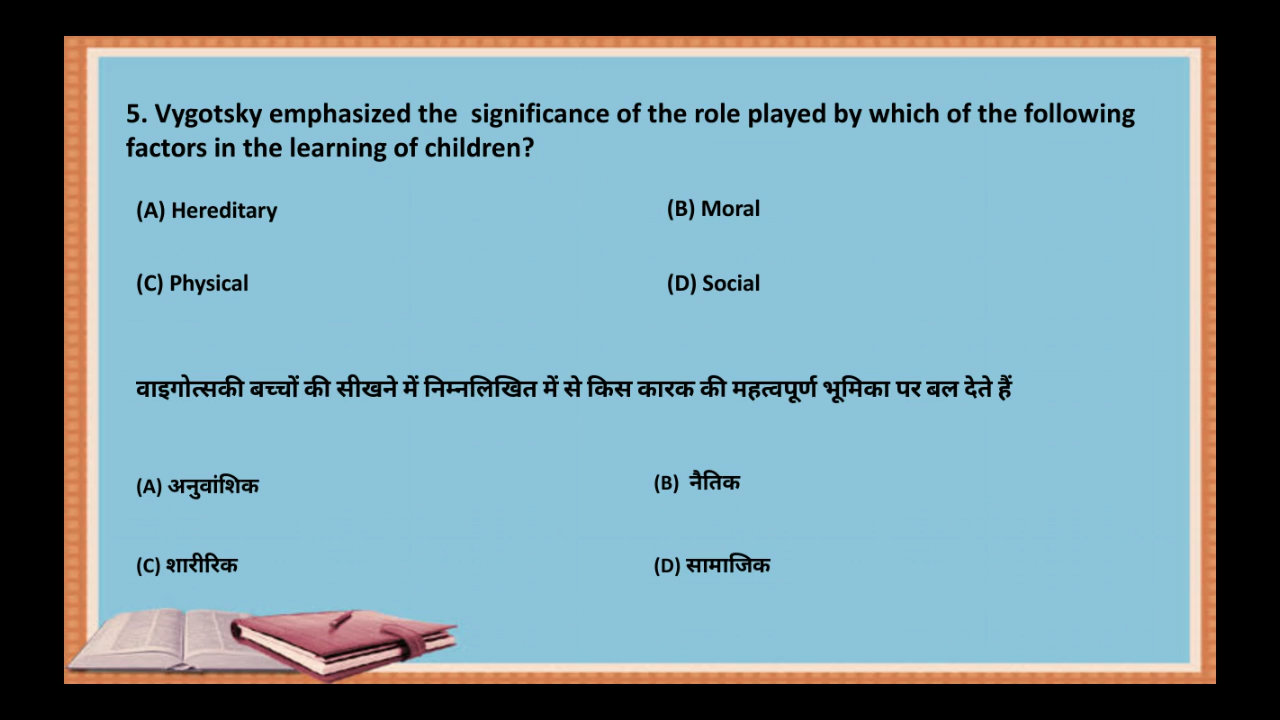 5. Vygotsky emphasized the  significance of the role played by which of the following
factors in the learning of children?
(A) Hereditary
(B) Moral
(C) Physical
(D) Social
वाइगोत्सकी बच्चों की सीखने में निम्नलिखित में से किस कारक की महत्वपूर्ण भूमिका पर बल देते हैं
(A) अनुवांशिक
(B)  नैतिक
(C) शारीरिक
(D) सामाजिक